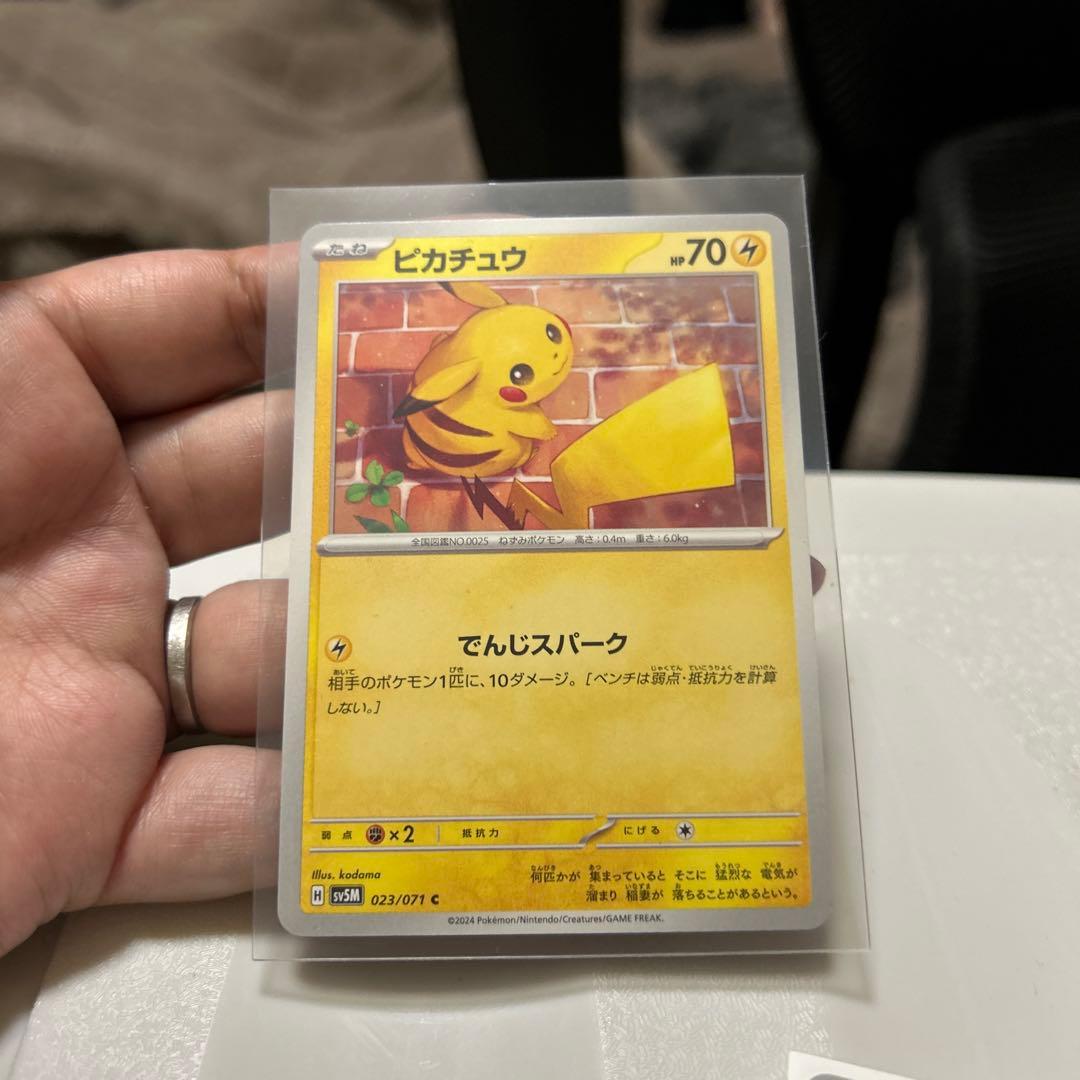 たね ピカチュウ HP 70
全国図鑑NO.0025 ねずみポケモン 高さ:0.4m 重さ:6.0kg
でんじスパーク
相手のポケモン1匹に、10ダメージ。[ベンチは弱点・抵抗力を計算
しない。]
弱点 ×2 抵抗力 にげる
Illus. kodama
H SV5M 023/071 C
何匹かが 集まっていると そこに 猛烈な 電気が
溜まり 稲妻が 落ちることがあるという。
©2024 Pokémon/Nintendo/Creatures/GAME FREAK.